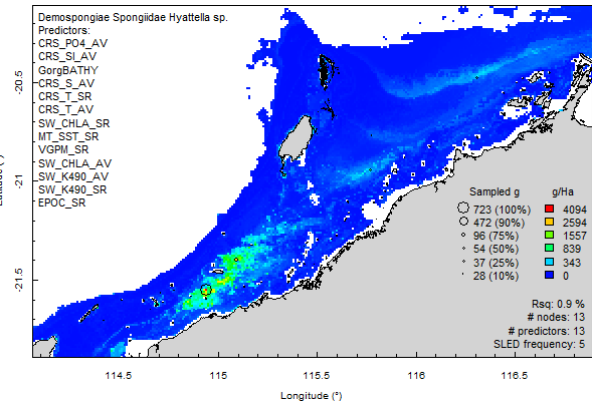 Demospongiae Spongiidae Hyattella sp.
Predictors:
CRS_PO4_AV
CRS_SI_AV
GorgBATHY
CRS_S_AV
CRS_T_SR
CRS_T_AV
SW_CHLA_SR
MT_SST_SR
VGPM_SR
SW_CHLA_AV
SW_K490_AV
SW_K490_SR
EPOC_SR
-20.5
-21
-21.5
Sampled g g/Ha
723 (100%) 4094
472 (90%) 2594
96 (75%) 1557
54 (50%) 839
37 (25%) 343
28 (10%) 0
Rsq: 0.9 %
# nodes: 13
# predictors: 13
SLED frequency: 5
114.5 115 115.5 116 116.5
Longitude (°)